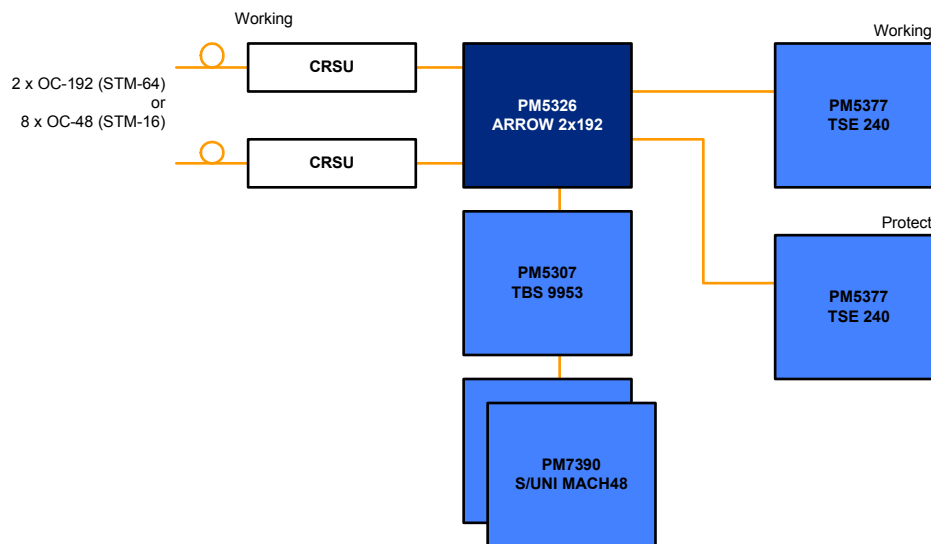 Working
2 x OC-192 (STM-64)
or
8 x OC-48 (STM-16)
CRSU
CRSU
PM5326
ARROW 2x192
Working
PM5377
TSE 240
PM5307
TBS 9953
Protect
PM5377
TSE 240
PM7390
S/UNI MACH48